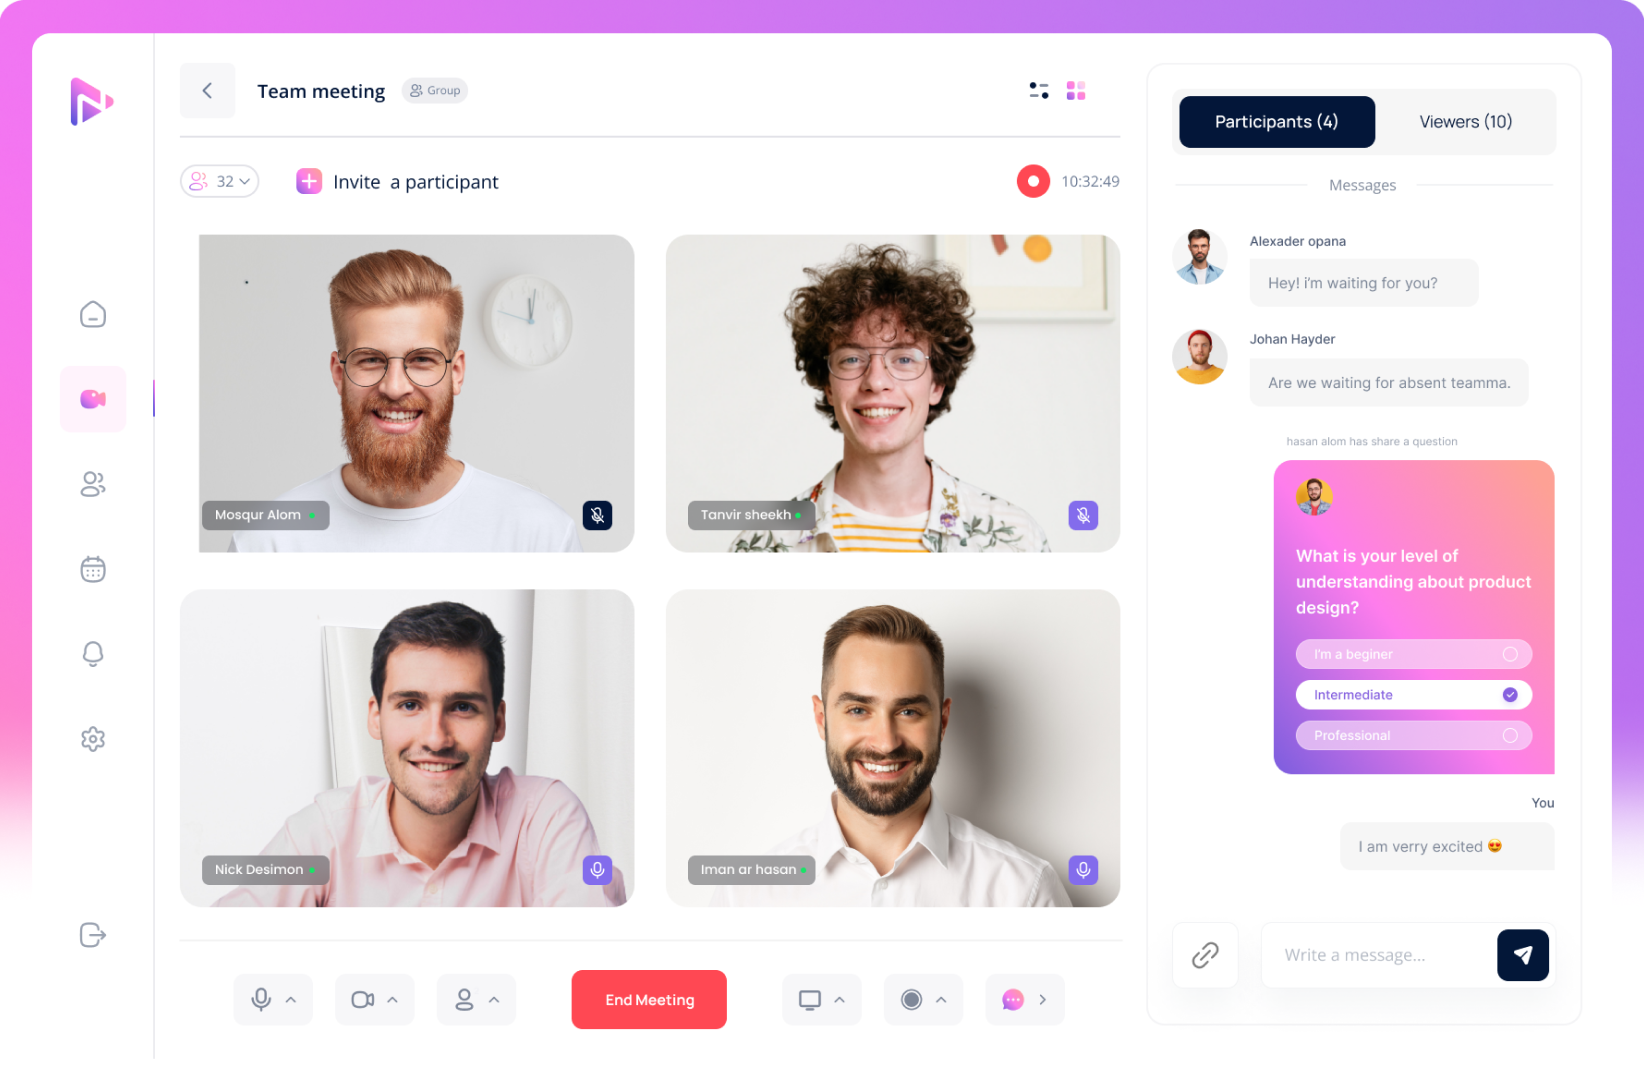 Team meeting
Group
32
Invite a participant
10:32:49
Mosqur Alom
Tanvir sheekh
Nick Desimon
Iman ar hasan
End Meeting
Participants (4)
Viewers (10)
Messages
Alexader opana
Hey! i'm waiting for you?
Johan Hayder
Are we waiting for absent teamma.
hasan alom has share a question
What is your level of
understanding about product
design?
I'm a beginer
Intermediate
Professional
You
I am verry excited 😍
Write a message...